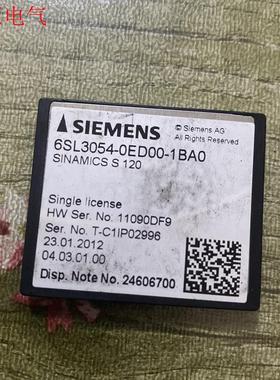 电气
SIEMENS
© Siemens AG
All Rights Reserved
6SL3054-0ED00-1BA0
SINAMICS S 120
Single license
HW Ser. No. 11090DF9
Ser. No. T-C1IP02996
23.01.2012
04.03.01.00
Disp. Note No. 24606700